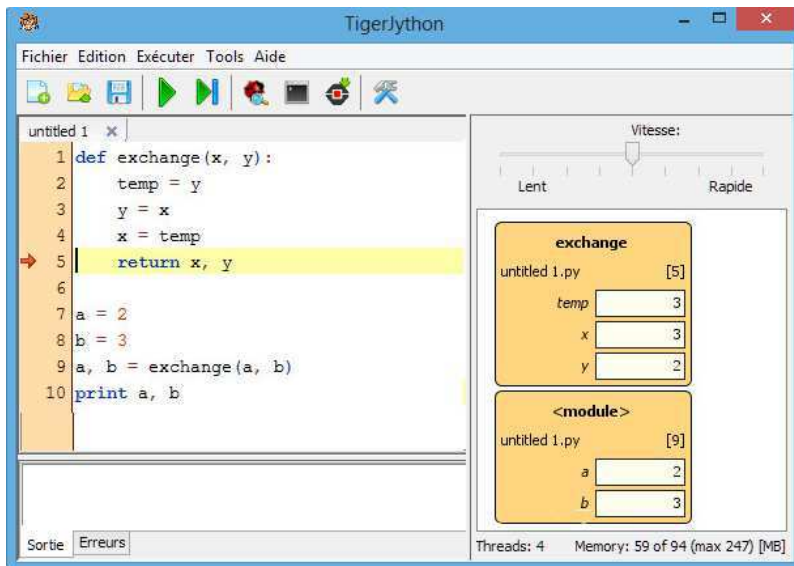 TigerJython
Fichier Edition Exécuter Tools Aide
untitled 1
1 def exchange(x, y):
2 temp = y
3 y = x
4 x = temp
5 return x, y
6
7 a = 2
8 b = 3
9 a, b = exchange(a, b)
10 print a, b
Sortie Erreurs
Vitesse:
Lent Rapide
exchange
untitled 1.py [5]
temp 3
x 3
y 2
<module>
untitled 1.py [9]
a 2
b 3
Threads: 4 Memory: 59 of 94 (max 247) [MB]